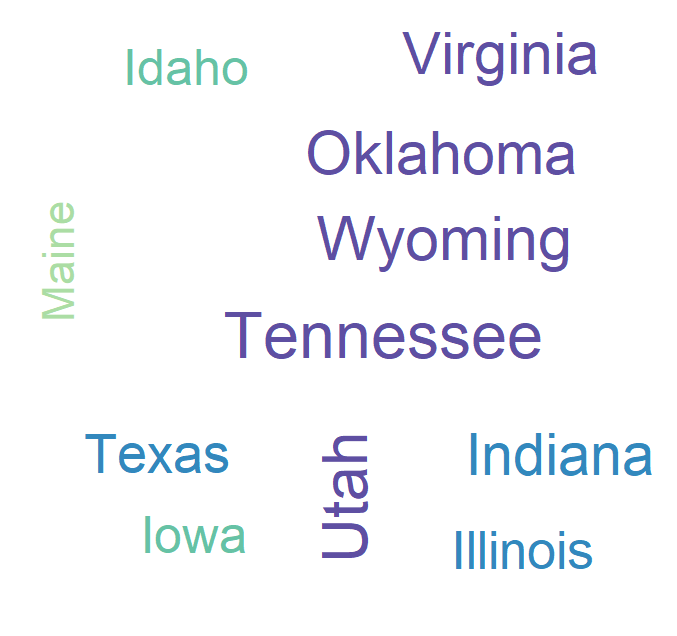 Virginia
Idaho
Oklahoma
Wyoming
Maine
Tennessee
Texas
Utah
Indiana
Iowa
Illinois